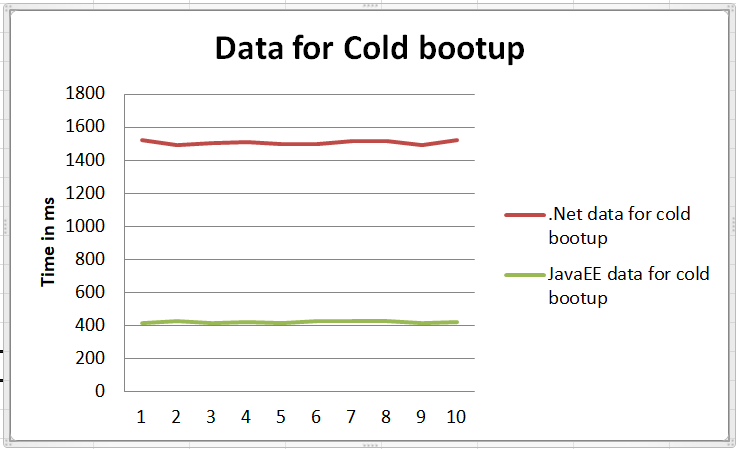 Data for Cold bootup
1800
1600
1400
1200
1000
800
600
400
200
0
Time in ms
1 2 3 4 5 6 7 8 9 10
.Net data for cold
bootup
JavaEE data for cold
bootup